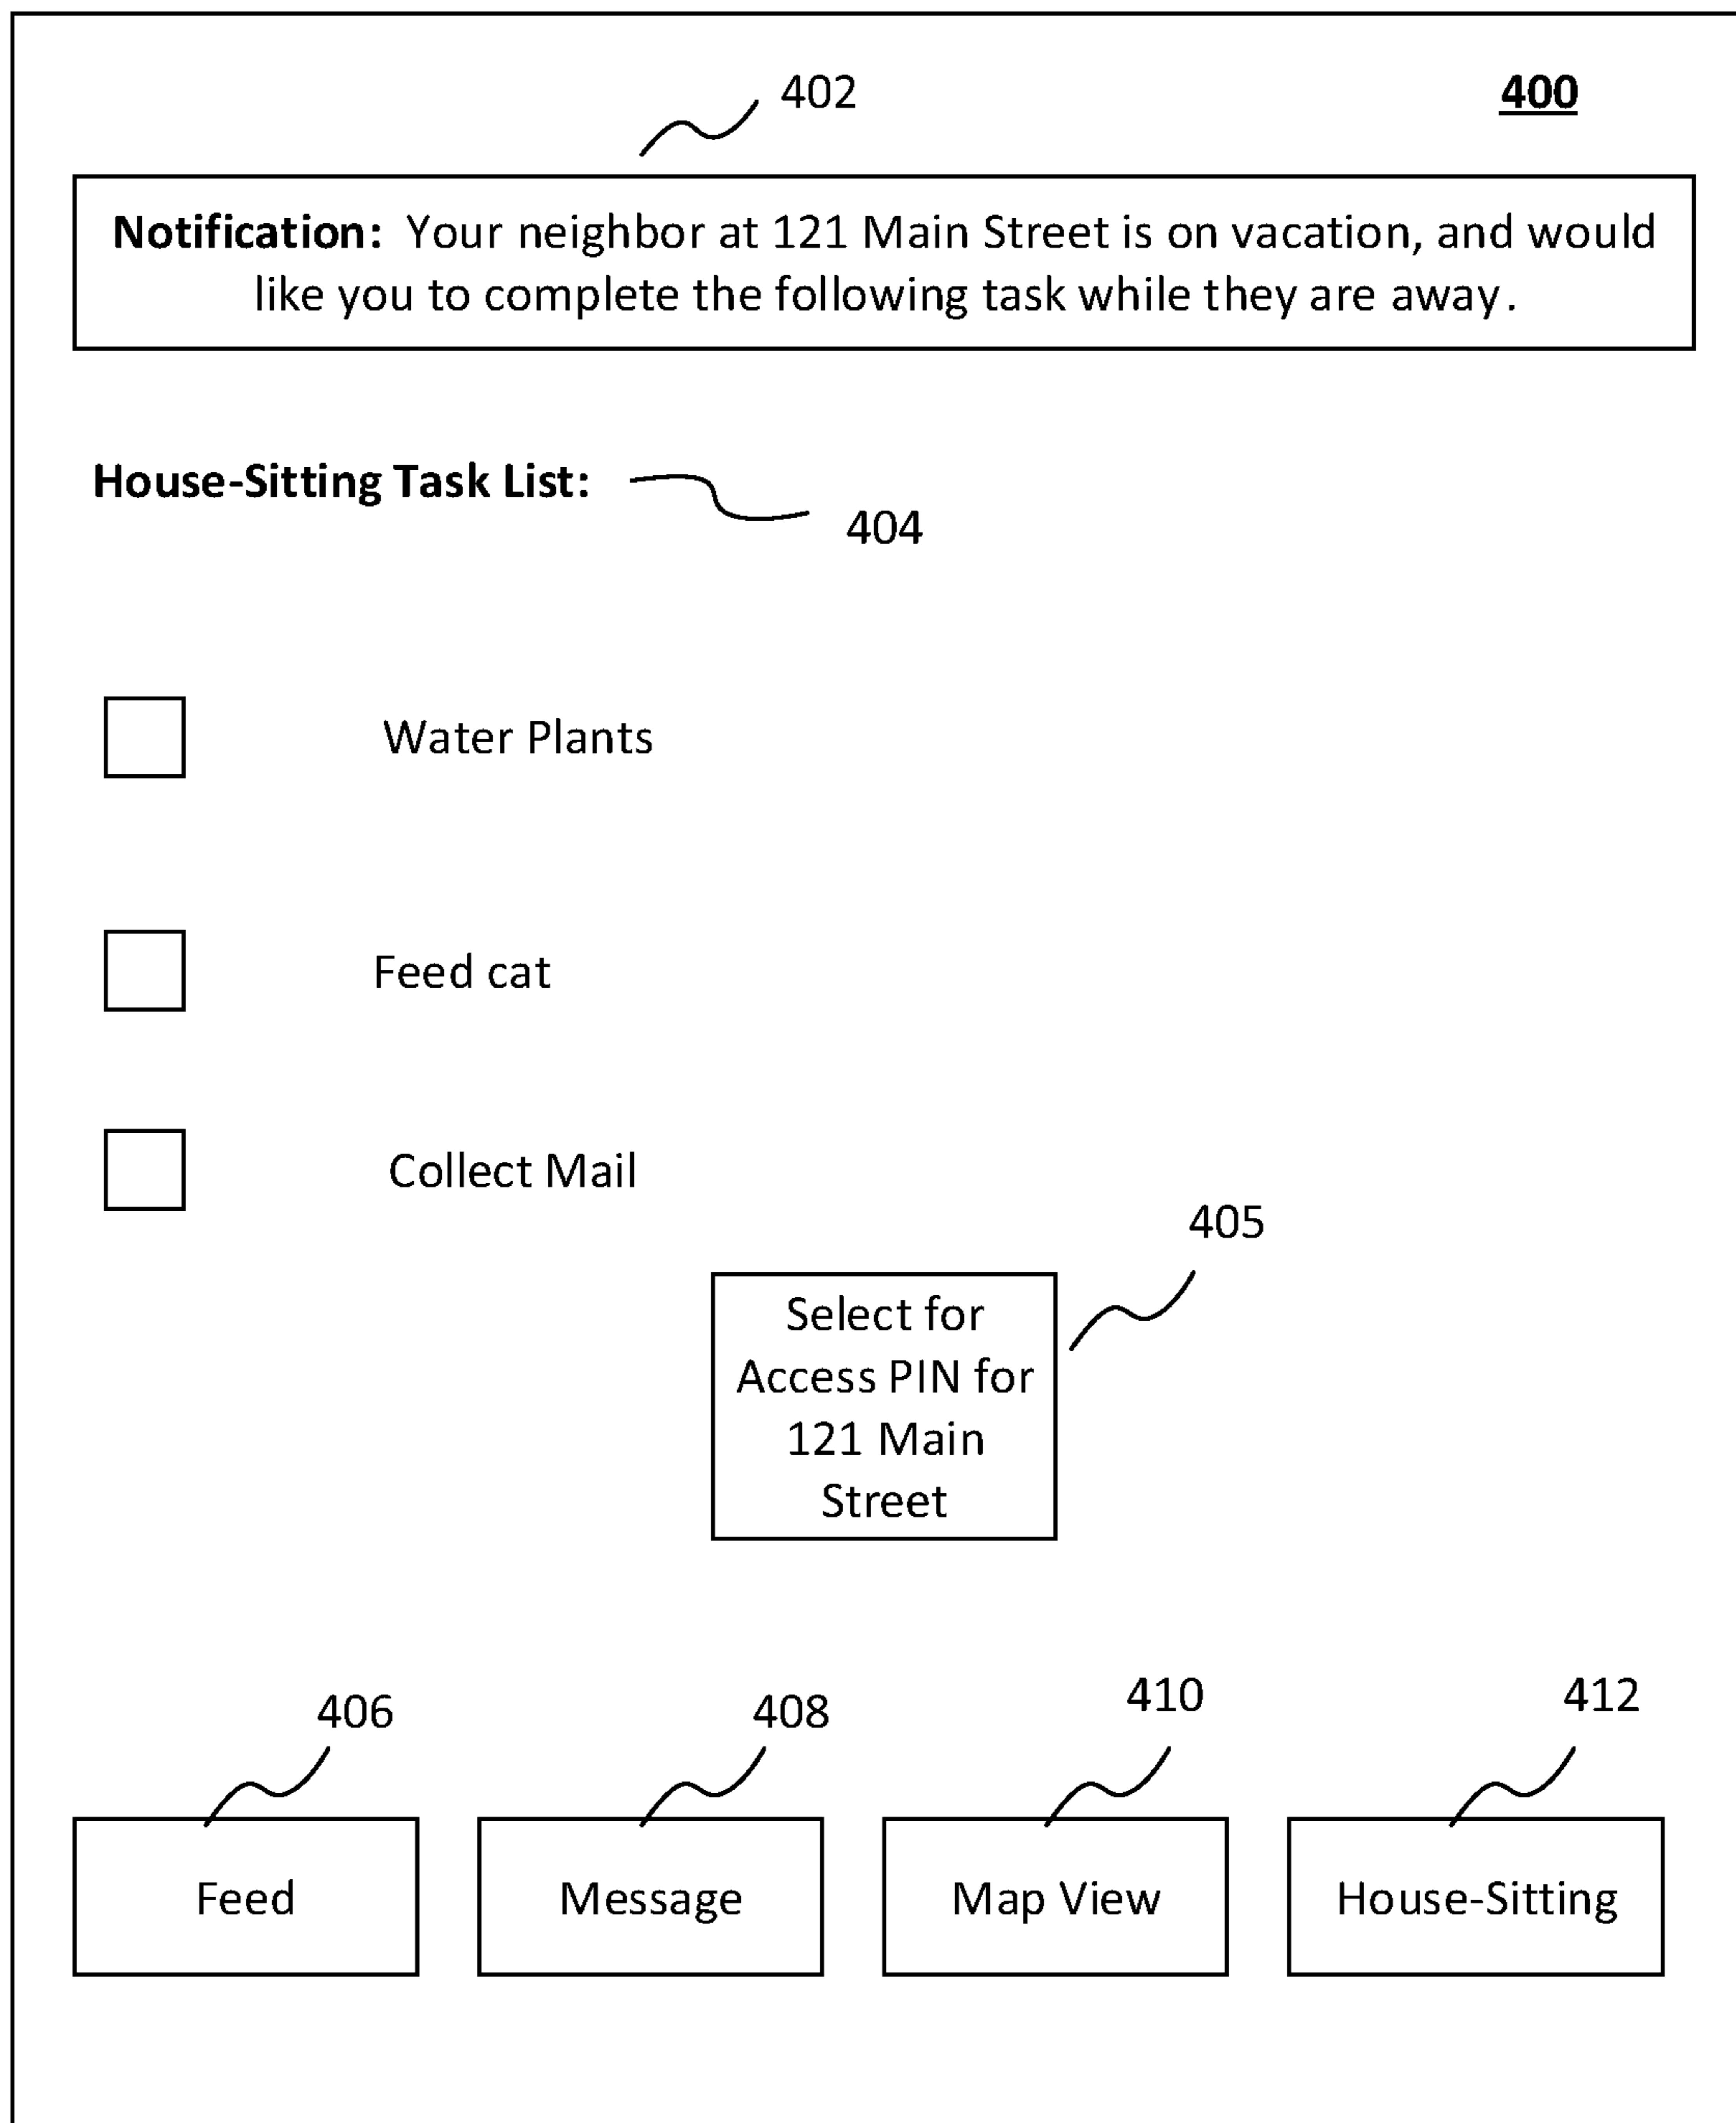 402
400
Notification: Your neighbor at 121 Main Street is on vacation, and would
like you to complete the following task while they are away.
House-Sitting Task List:
404
Water Plants
Feed cat
Collect Mail
405
Select for
Access PIN for
121 Main
Street
406
408
410
412
Feed
Message
Map View
House-Sitting